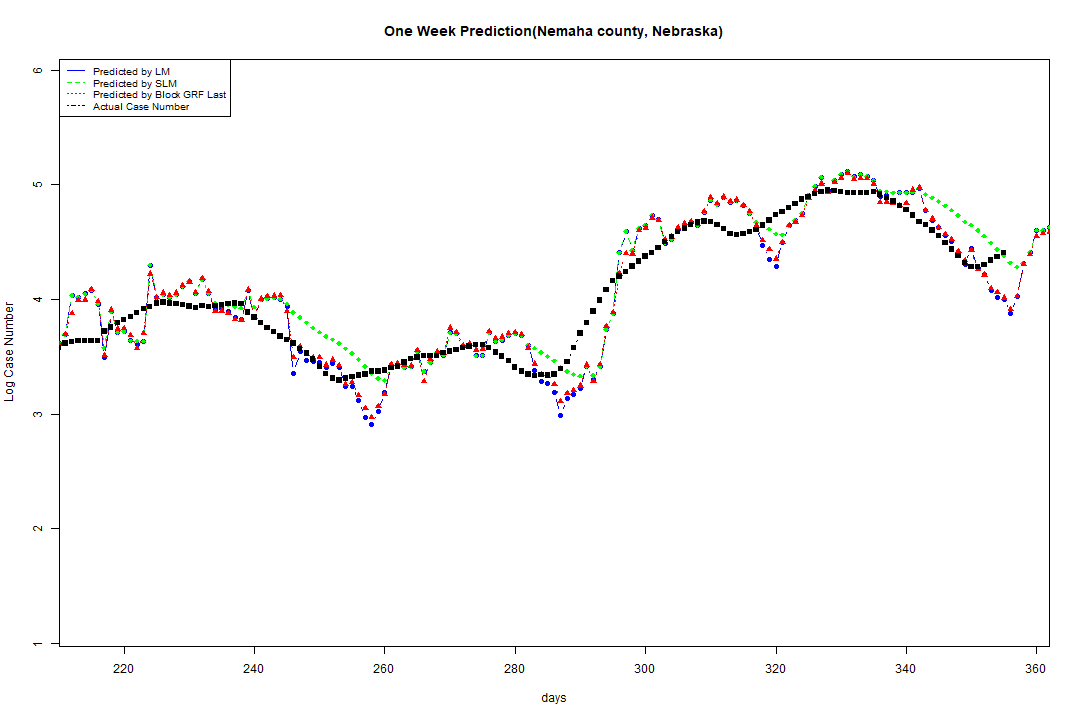 One Week Prediction(Nemaha county, Nebraska)
Predicted by LM
Predicted by SLM
Predicted by Block GRF Last
Actual Case Number
6
5
4
3
2
1
Log Case Number
220 240 260 280 300 320 340 360
days